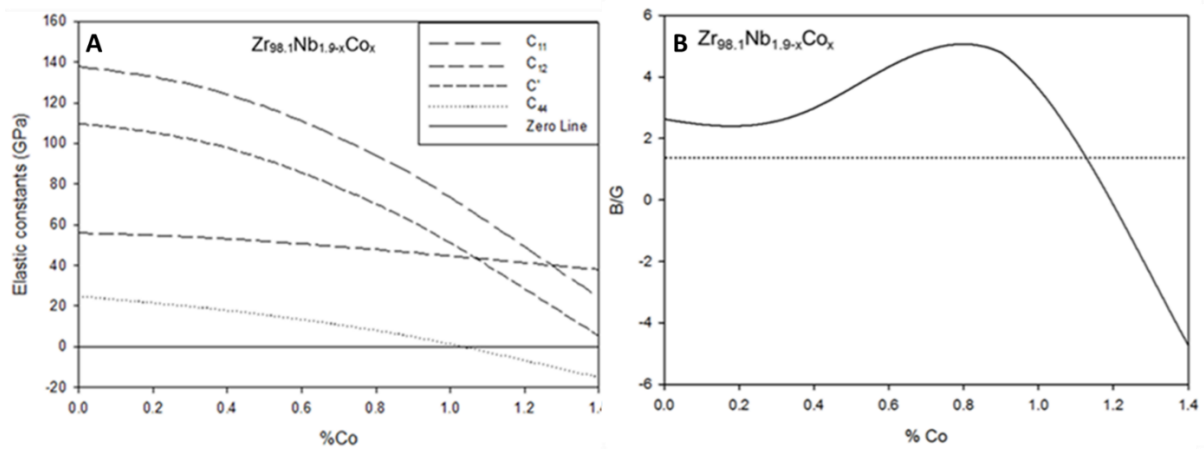 A
Zr98.1Nb1.9-xCox
C11
C12
C'
C44
Zero Line
Elastic constants (GPa)
160
140
120
100
80
60
40
20
0
-20
0.0 0.2 0.4 0.6 0.8 1.0 1.2 1.4
%Co
B
Zr98.1Nb1.9-xCox
B/G
6
4
2
0
-2
-4
-6
0.0 0.2 0.4 0.6 0.8 1.0 1.2 1.4
% Co